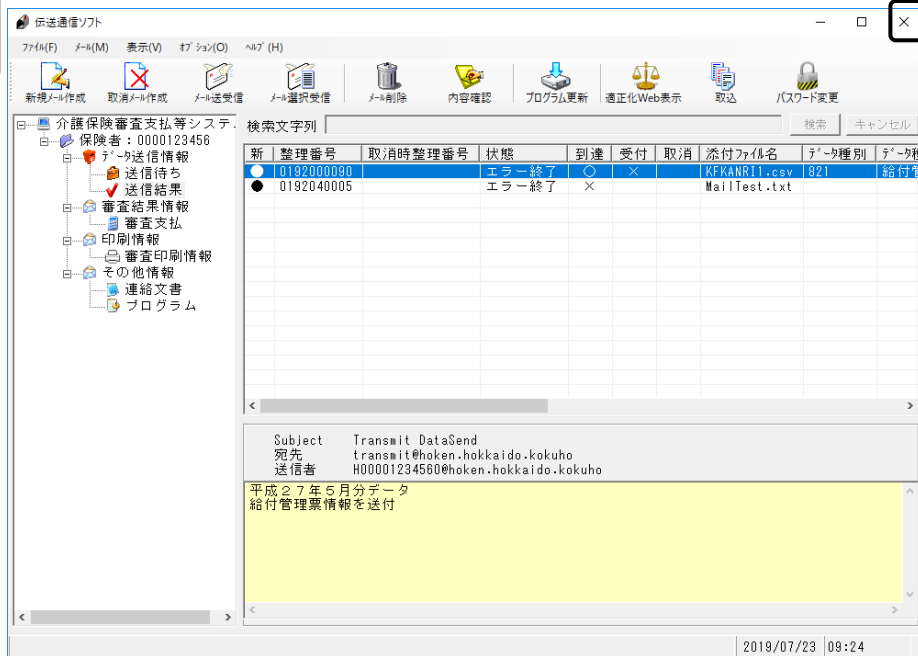 伝送通信ソフト
ﾌｧｲﾙ(F) ﾒｰﾙ(M) 表示(V) ｵﾌﾟｼｮﾝ(O) ﾍﾙﾌﾟ(H)
新規ﾒｰﾙ作成 取消ﾒｰﾙ作成 ﾒｰﾙ送受信 ﾒｰﾙ選択受信 ﾒｰﾙ削除 内容確認 ﾌﾟﾛｸﾞﾗﾑ更新 適正化Web表示 取込 ﾊﾟｽﾜｰﾄﾞ変更
検索文字列 検索 キャンセル
介護保険審査支払等システ.
保険者：0000123456
ﾃﾞｰﾀ送信情報
送信待ち
送信結果
審査結果情報
審査支払
印刷情報
審査印刷情報
その他情報
連絡文書
プログラム
新 整理番号 取消時整理番号 状態 到達 受付 取消 添付ﾌｧｲﾙ名 ﾃﾞｰﾀ種別 ﾃﾞｰﾀ種
○ 0192000090 エラー終了 ○ × KFKANRI1.csv 821 給付管
● 0192040005 エラー終了 × MailTest.txt
Subject Transmit DataSend
宛先 transmit@hoken.hokkaido.kokuho
送信者 H00001234560@hoken.hokkaido.kokuho
平成２７年５月分データ
給付管理票情報を送付
2019/07/23 09:24